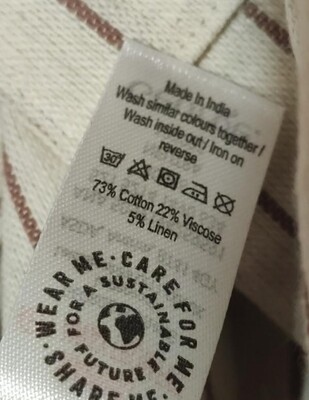 Made In India
Wash similar colours together /
Wash inside out / Iron on
reverse
30
73% Cotton 22% Viscose
5% Linen
WEAR ME · CARE FOR ME · SHARE ME
FOR A SUSTAINABLE FUTURE